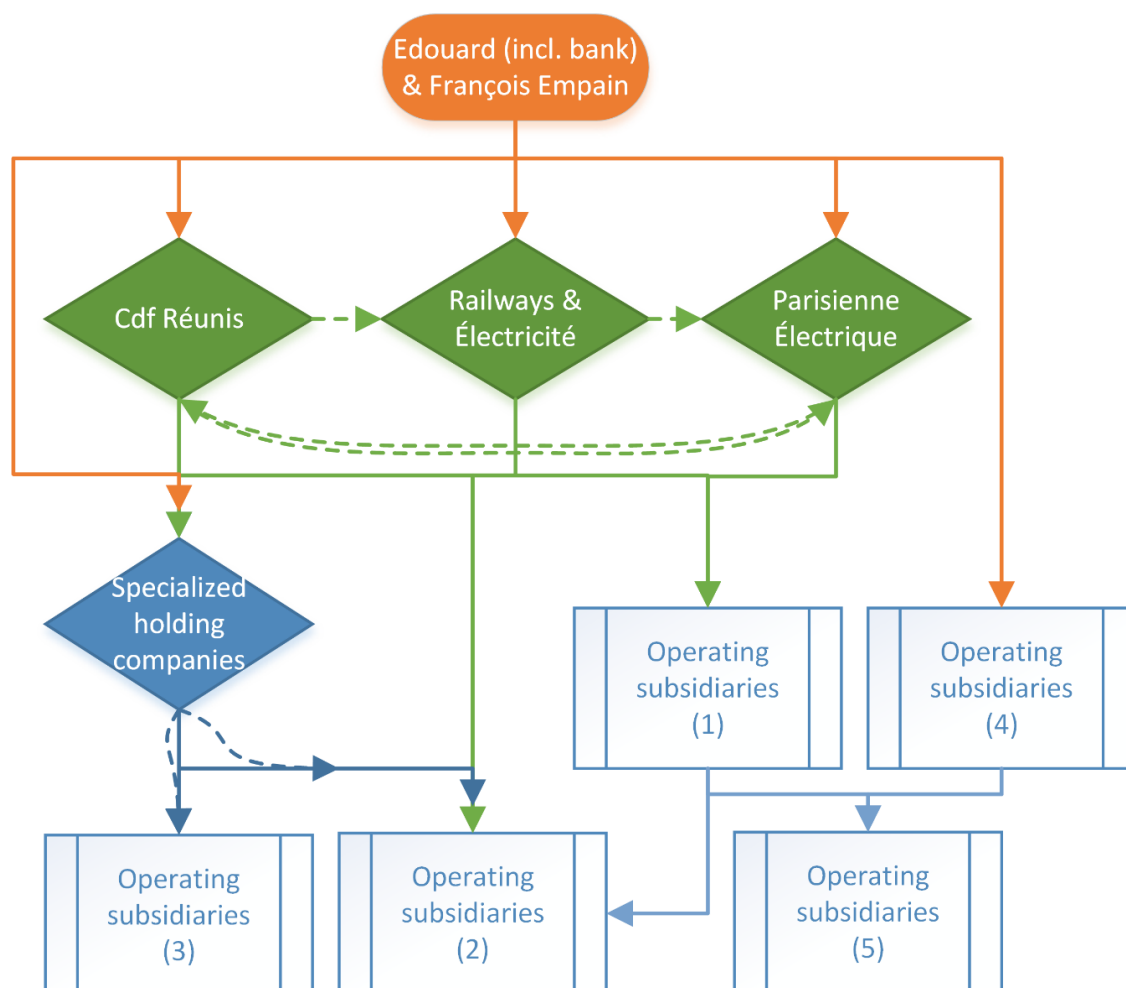 Edouard (incl. bank)
& François Empain
Cdf Réunis
Railways &
Électricité
Parisienne
Électrique
Specialized
holding
companies
Operating
subsidiaries
(1)
Operating
subsidiaries
(4)
Operating
subsidiaries
(3)
Operating
subsidiaries
(2)
Operating
subsidiaries
(5)